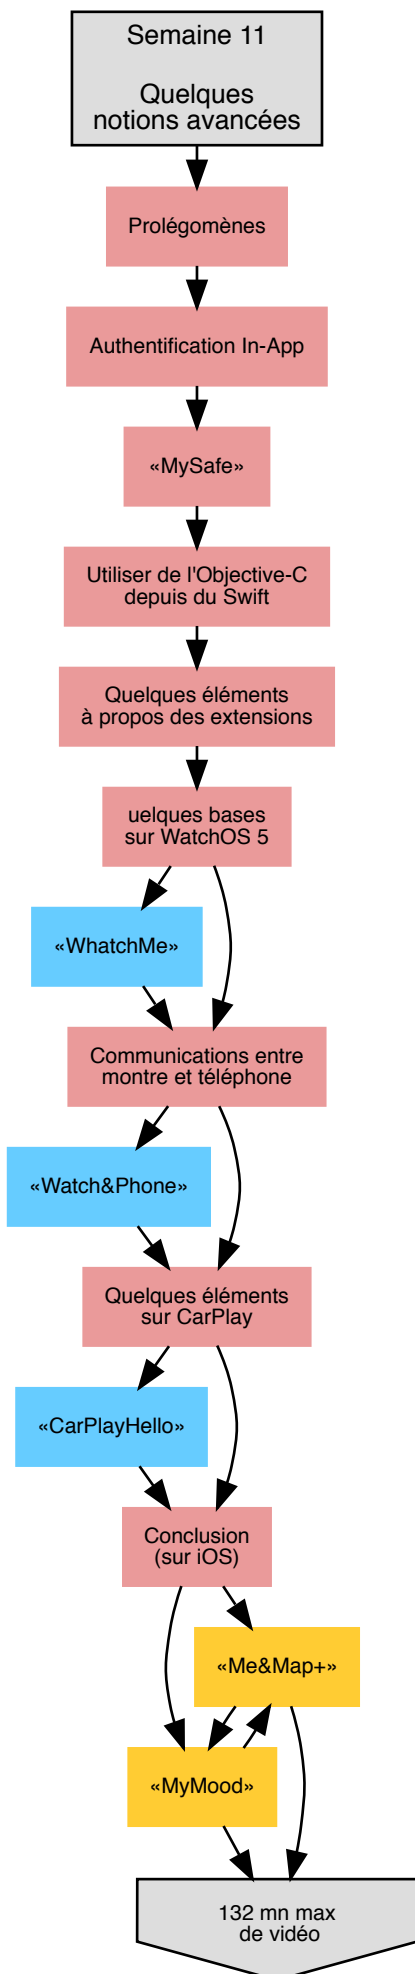 Semaine 11
Quelques
notions avancées
Prolégomènes
Authentification In-App
«MySafe»
Utiliser de l'Objective-C
depuis du Swift
Quelques éléments
à propos des extensions
uelques bases
sur WatchOS 5
«WhatchMe»
Communications entre
montre et téléphone
«Watch&Phone»
Quelques éléments
sur CarPlay
«CarPlayHello»
Conclusion
(sur iOS)
«Me&Map+»
«MyMood»
132 mn max
de vidéo